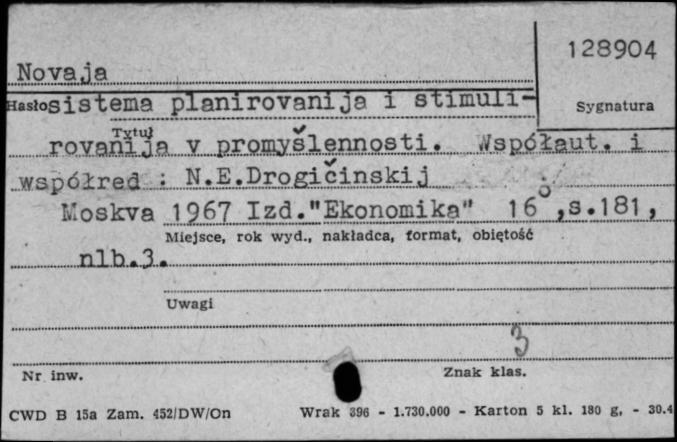 128904
Novaja
Hasło sistema planirovanija i stimuli-
Sygnatura
Tytuł
rovanija v promyšlennosti. Współaut. i
współred : N.E.Drogičinskij
Moskva 1967 Izd."Ekonomika" 16°,s.181,
Miejsce, rok wyd., nakładca, format, objętość
nlb.3.
Uwagi
3
Nr inw.
Znak klas.
CWD B 15a Zam. 452/DW/On Wrak 396 - 1.730.000 - Karton 5 kl. 180 g, - 30.4